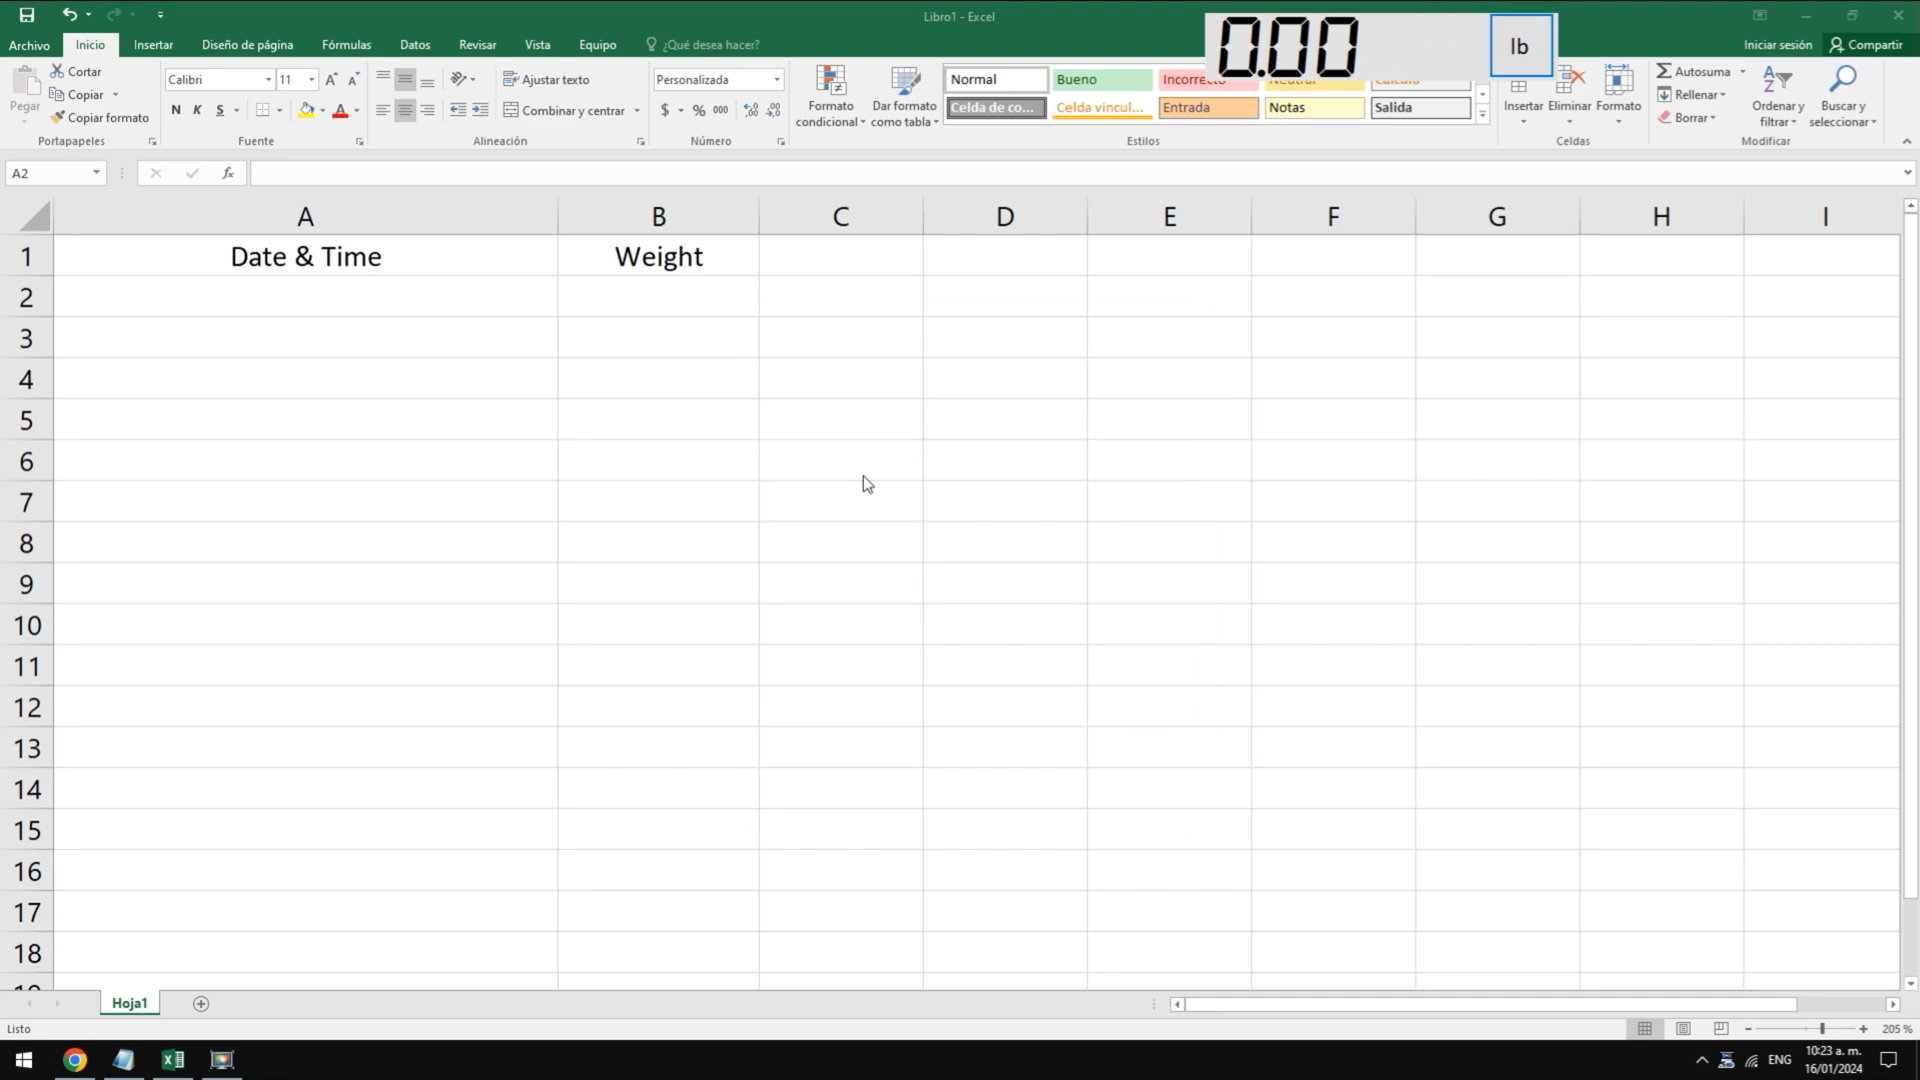 Libro1 - Excel
0.00 lb
Archivo Inicio Insertar Diseño de página Fórmulas Datos Revisar Vista Equipo ¿Qué desea hacer? Iniciar sesión Compartir
Pegar
Cortar
Copiar
Copiar formato
Portapapeles
Calibri 11
N K S
Fuente
Ajustar texto
Combinar y centrar
Alineación
Personalizada
$ % 000
Número
Formato condicional
Dar formato como tabla
Normal Bueno Incorrecto Neutral Cálculo
Celda de co... Celda vincul... Entrada Notas Salida
Estilos
Insertar Eliminar Formato
Celdas
Autosuma
Rellenar
Borrar
Ordenar y filtrar
Buscar y seleccionar
Modificar
A2 fx
A B C D E F G H I
1 Date & Time Weight
2
3
4
5
6
7
8
9
10
11
12
13
14
15
16
17
18
Hoja1
Listo 205 %
ENG 10:23 a. m.
16/01/2024